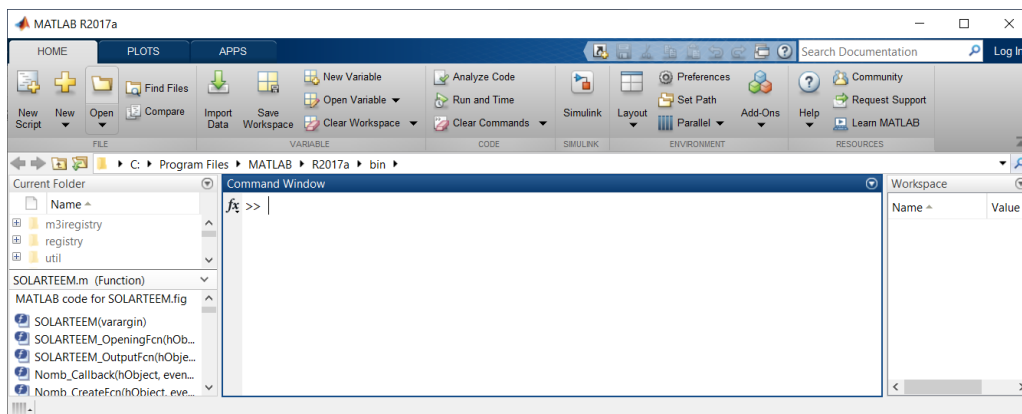 MATLAB R2017a
HOME PLOTS APPS
Search Documentation
Log In
New Script
New
Open
Find Files
Compare
FILE
Import Data
Save Workspace
New Variable
Open Variable
Clear Workspace
VARIABLE
Analyze Code
Run and Time
Clear Commands
CODE
Simulink
SIMULINK
Layout
Preferences
Set Path
Parallel
Add-Ons
ENVIRONMENT
Help
Community
Request Support
Learn MATLAB
RESOURCES
C: Program Files MATLAB R2017a bin
Current Folder
Name
m3iregistry
registry
util
SOLARTEEM.m (Function)
MATLAB code for SOLARTEEM.fig
SOLARTEEM(varargin)
SOLARTEEM_OpeningFcn(hOb...
SOLARTEEM_OutputFcn(hObje...
Nomb_Callback(hObject, even...
Nomb_CreateFcn(hObject, eve...
Command Window
fx >>
Workspace
Name Value